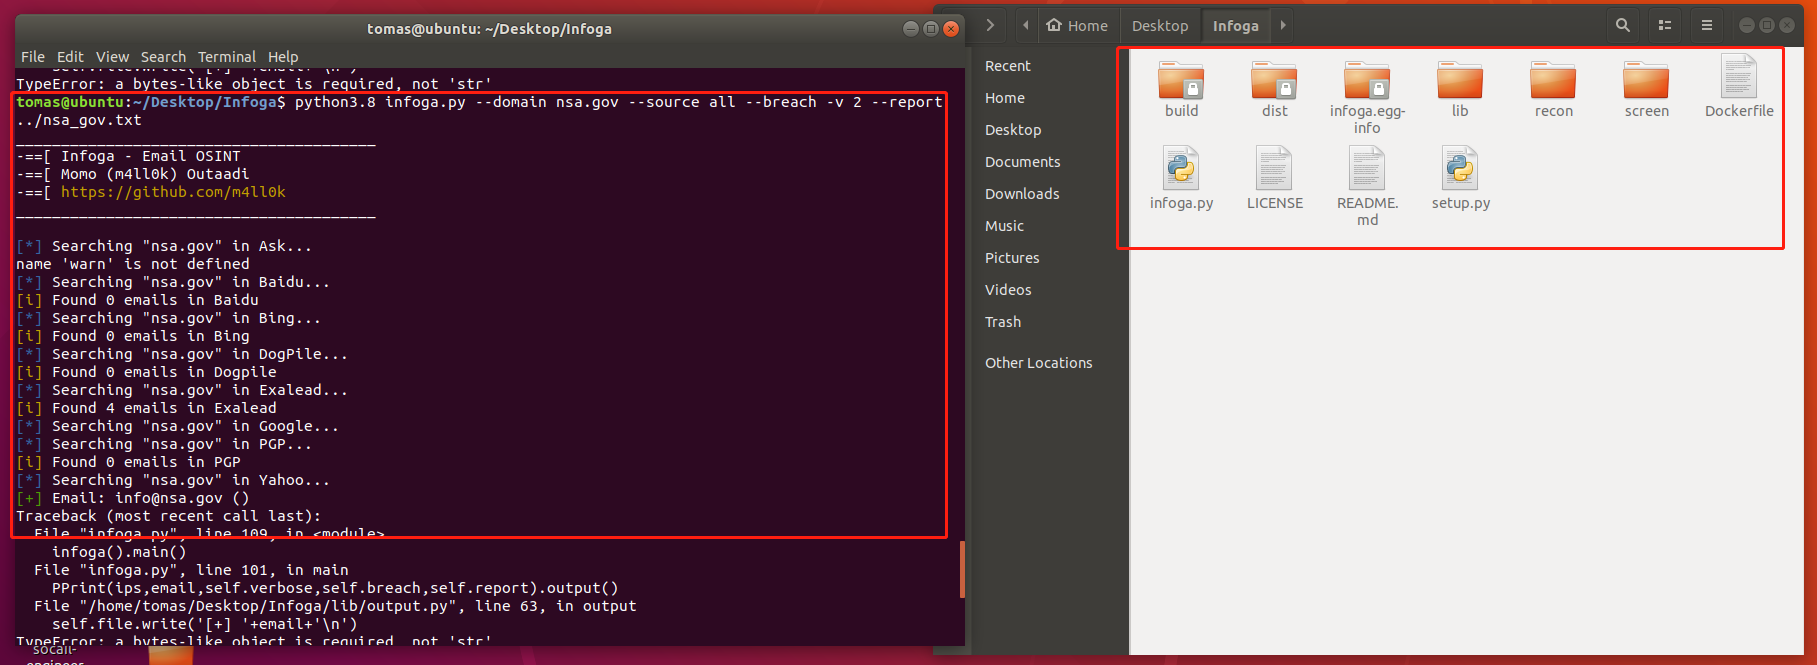 tomas@ubuntu: ~/Desktop/Infoga
File Edit View Search Terminal Help
self.file.write('[+] '+email+'\n')
TypeError: a bytes-like object is required, not 'str'
tomas@ubuntu:~/Desktop/Infoga$ python3.8 infoga.py --domain nsa.gov --source all --breach -v 2 --report
../nsa_gov.txt
________________________________________
-==[ Infoga - Email OSINT
-==[ Momo (m4ll0k) Outaadi
-==[ https://github.com/m4ll0k
________________________________________
[*] Searching "nsa.gov" in Ask...
name 'warn' is not defined
[*] Searching "nsa.gov" in Baidu...
[i] Found 0 emails in Baidu
[*] Searching "nsa.gov" in Bing...
[i] Found 0 emails in Bing
[*] Searching "nsa.gov" in DogPile...
[i] Found 0 emails in Dogpile
[*] Searching "nsa.gov" in Exalead...
[i] Found 4 emails in Exalead
[*] Searching "nsa.gov" in Google...
[*] Searching "nsa.gov" in PGP...
[i] Found 0 emails in PGP
[*] Searching "nsa.gov" in Yahoo...
[+] Email: info@nsa.gov ()
Traceback (most recent call last):
File "infoga.py", line 109, in <module>
infoga().main()
File "infoga.py", line 101, in main
PPrint(ips,email,self.verbose,self.breach,self.report).output()
File "/home/tomas/Desktop/Infoga/lib/output.py", line 63, in output
self.file.write('[+] '+email+'\n')
TypeError: a bytes-like object is required, not 'str'
socail-
engineer
Home Desktop Infoga
Recent
Home
Desktop
Documents
Downloads
Music
Pictures
Videos
Trash
Other Locations
build dist infoga.egg-info lib recon screen Dockerfile
infoga.py LICENSE README.md setup.py